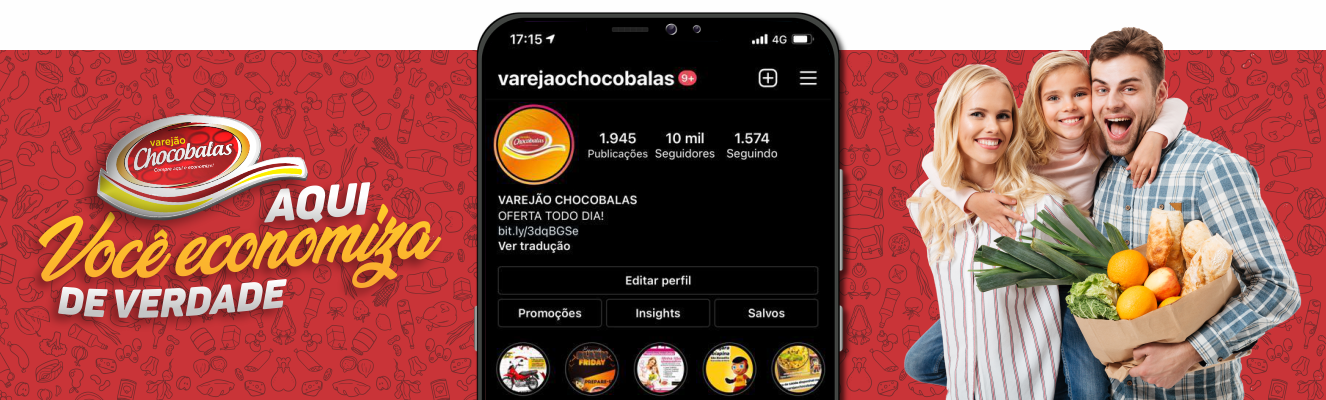 varejão
Chocobalas
Compre aqui e economize!
AQUI
Você economiza
DE VERDADE
17:15
4G
varejaochocobalas 9+
Chocobalas
1.945 10 mil 1.574
Publicações Seguidores Seguindo
VAREJÃO CHOCOBALAS
OFERTA TODO DIA!
bit.ly/3dqBGSe
Ver tradução
Editar perfil
Promoções Insights Salvos
FRIDAY